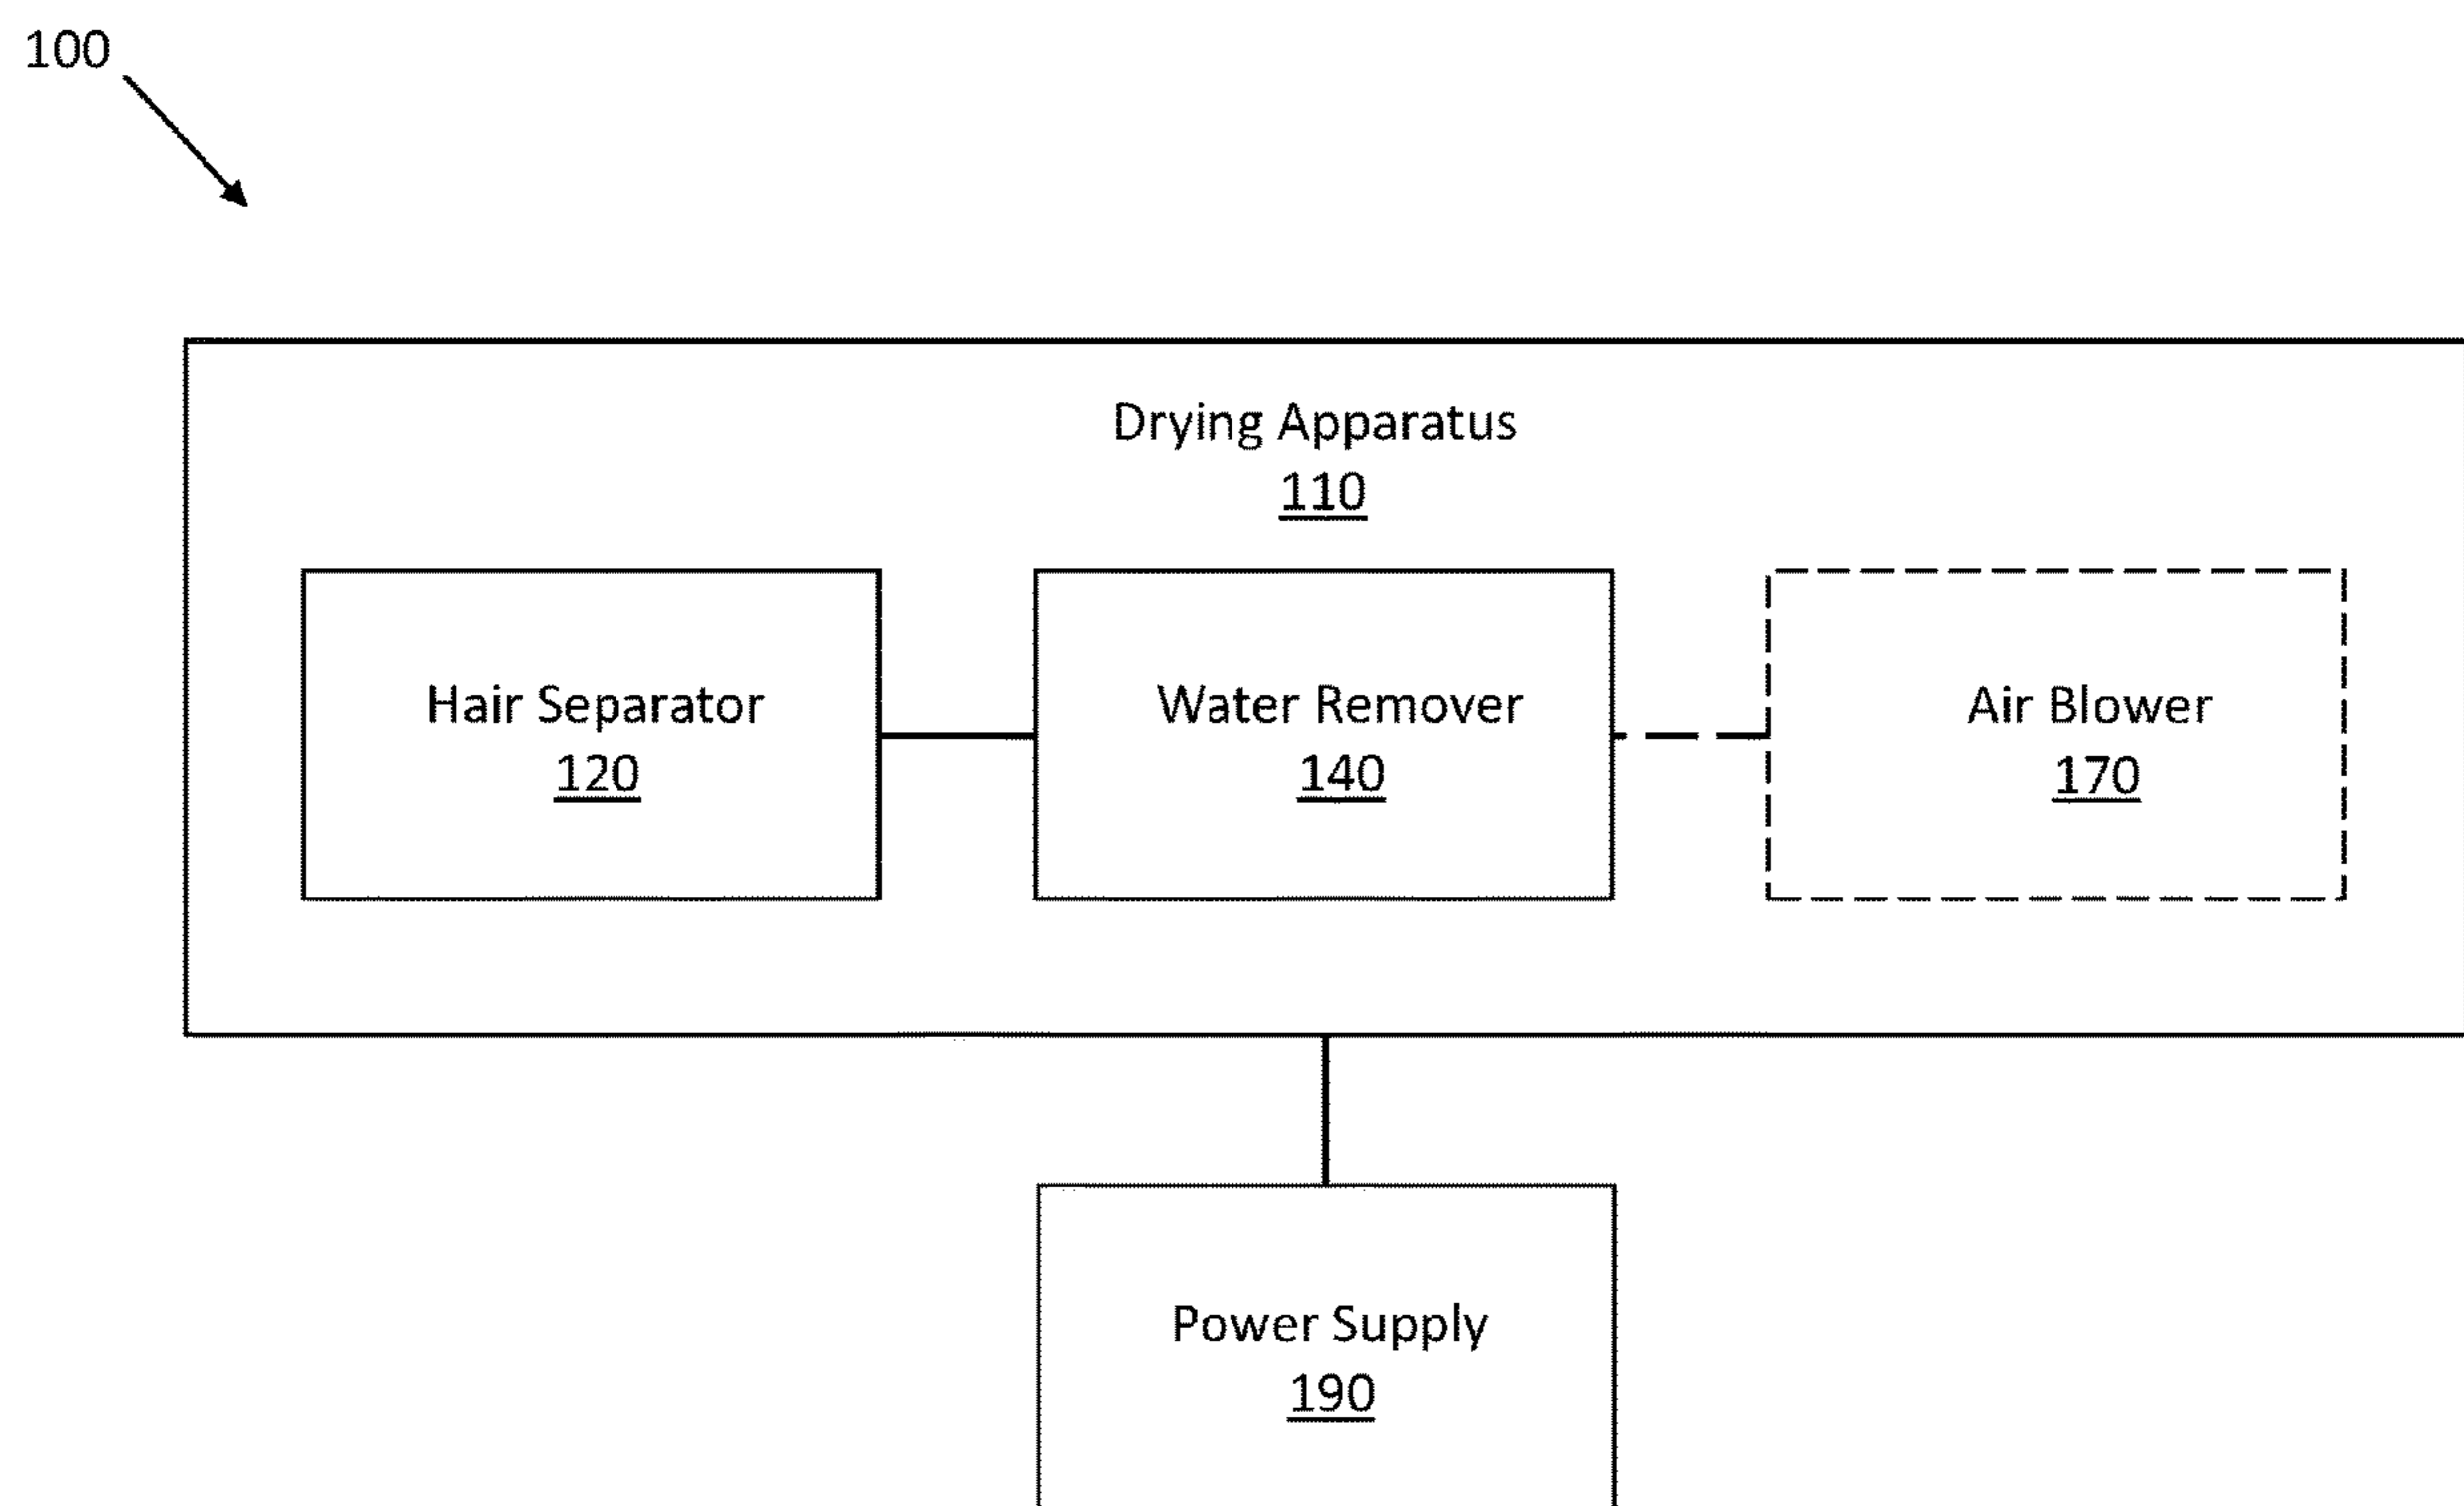 100
Drying Apparatus
110
Hair Separator
120
Water Remover
140
Air Blower
170
Power Supply
190